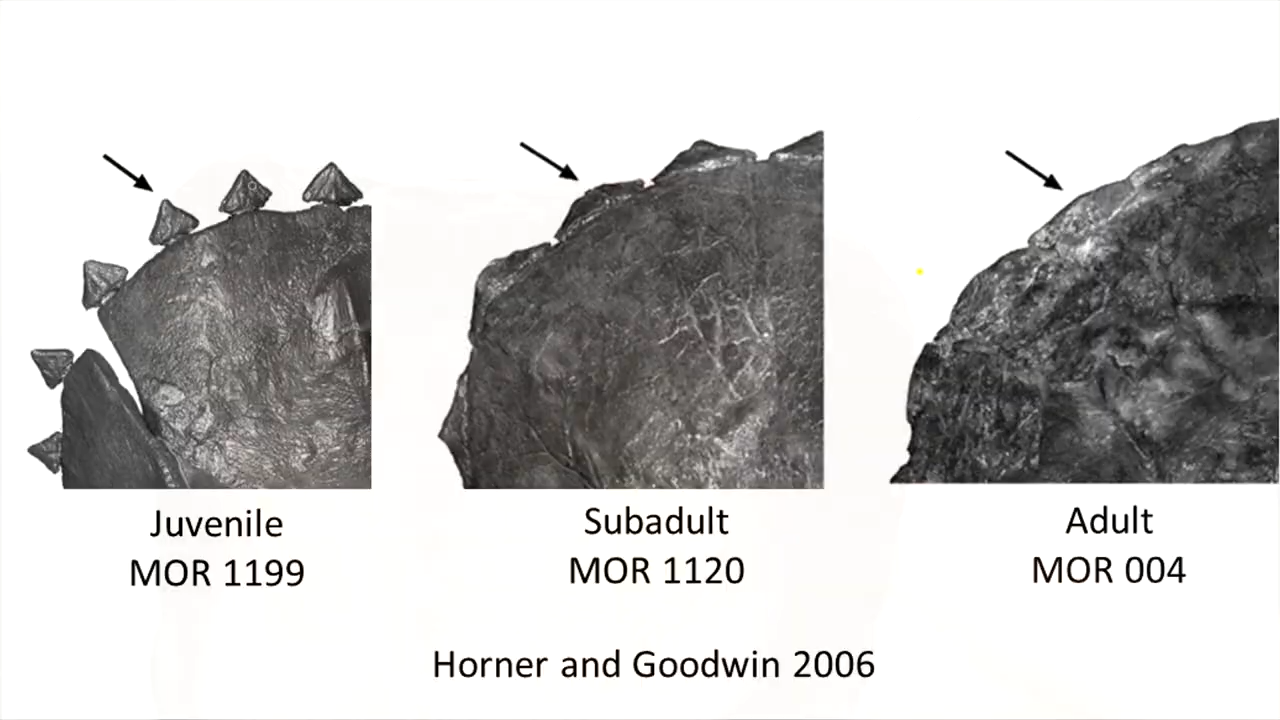 Juvenile
MOR 1199
Subadult
MOR 1120
Adult
MOR 004
Horner and Goodwin 2006